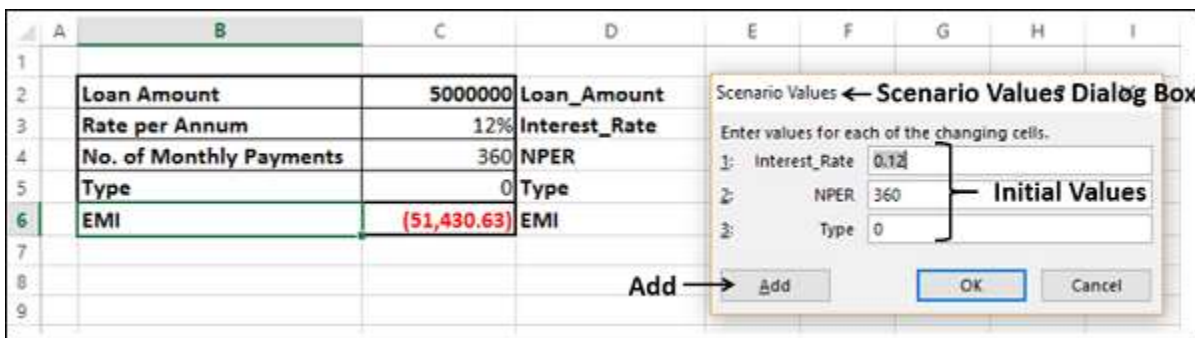 A B C D E F G H I
1
2 Loan Amount 5000000 Loan_Amount
3 Rate per Annum 12% Interest_Rate
4 No. of Monthly Payments 360 NPER
5 Type 0 Type
6 EMI (51,430.63) EMI
7
8
9
Scenario Values Scenario Values Dialog Box
Enter values for each of the changing cells.
1: Interest_Rate 0.12
2: NPER 360
3: Type 0
Initial Values
Add Add OK Cancel